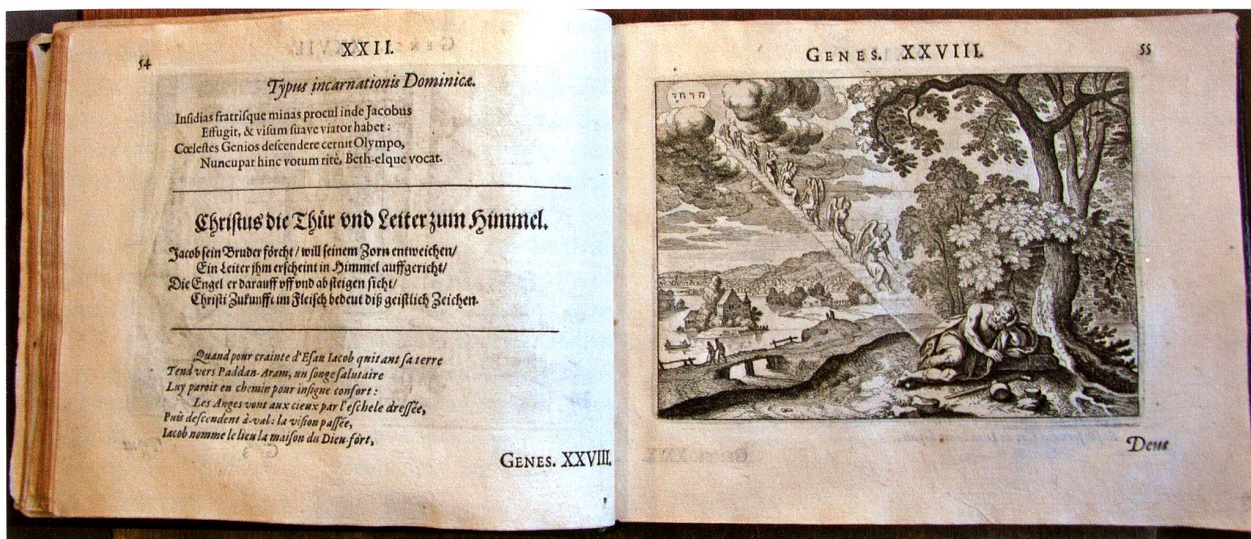 54
XXII.
Typus incarnationis Dominicæ.
Insidias fratrisque minas procul inde Jacobus
Effugit, & visum suave viator habet:
Cœlestes Genios descendere cernit Olympo,
Nuncupat hinc votum ritè, Beth-elque vocat.
Christus die Thür vnd Leiter zum Himmel.
Jacob sein Bruder förcht / will seinem Zorn entweichen /
Ein Leiter jhm erscheint in Himmel auffgericht /
Die Engel er darauff vff vnd absteigen sicht /
Christi Zukunfft im Fleisch bedeut diß geistlich Zeichen.
Quand pour crainte d'Esau Iacob quitant sa terre
Tend vers Paddan-Aram, un songe salutaire
Luy paroit en chemin pour insigne confort:
Les Anges vont aux cieux par l'eschele dressée,
Puis descendent à-val: la vision passée,
Iacob nomme le lieu la maison du Dieu-fort,
GENES. XXVIII.
GENES. XXVIII.
55
Deus